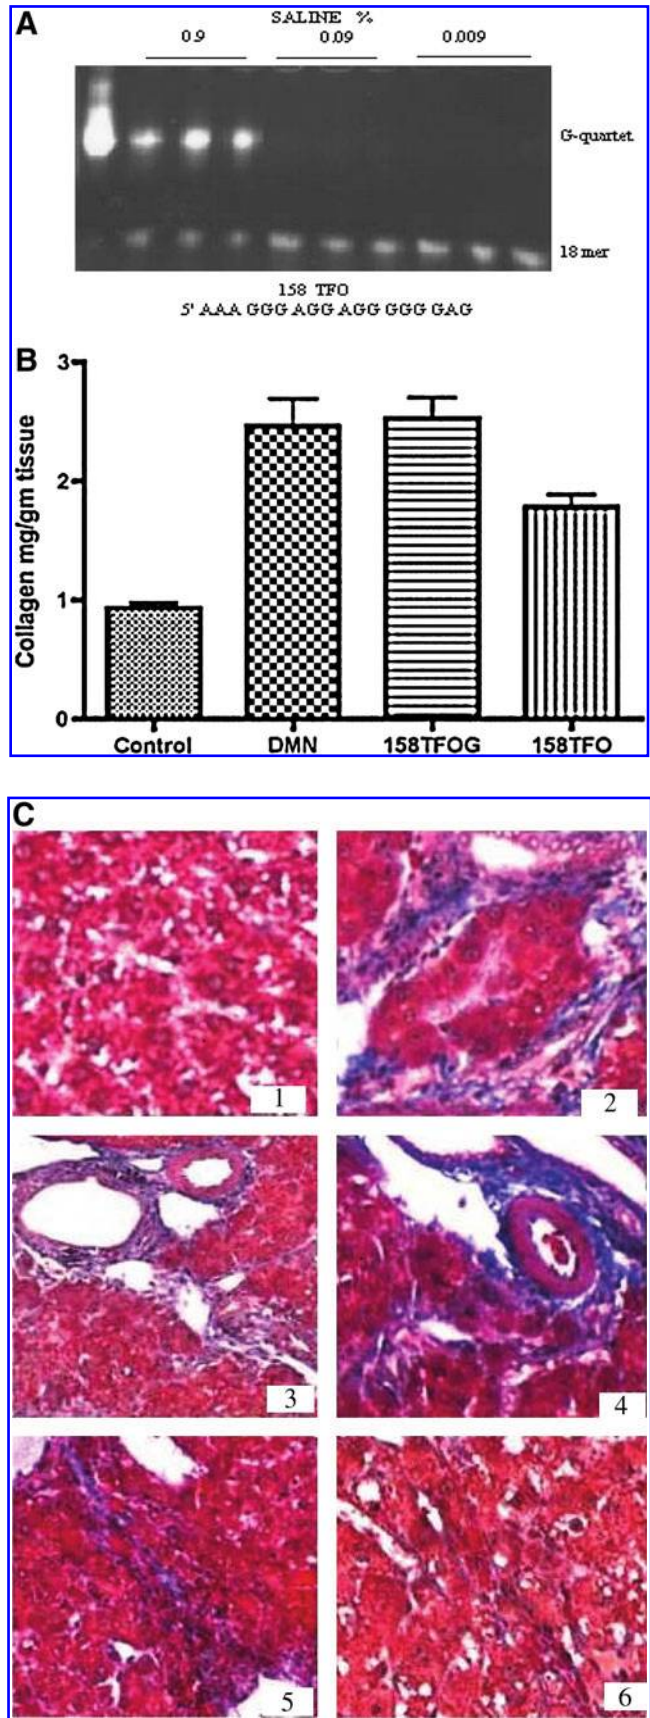 A
SALINE %
0.9 0.09 0.009
G-quartet
18 mer
158 TFO
5' AAA GGG AGG AGG GGG GAG
B
3
2
1
0
Collagen mg/gm tissue
Control DMN 158TFOG 158TFO
C
1 2
3 4
5 6